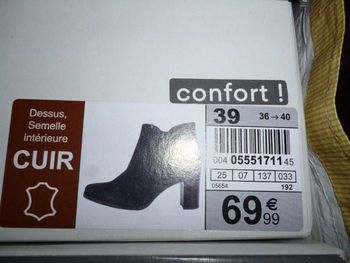 confort !
Dessus,
Semelle
intérieure
CUIR
39 36→40
004 05551711 45
25 07 137 033
05654 192
69€99